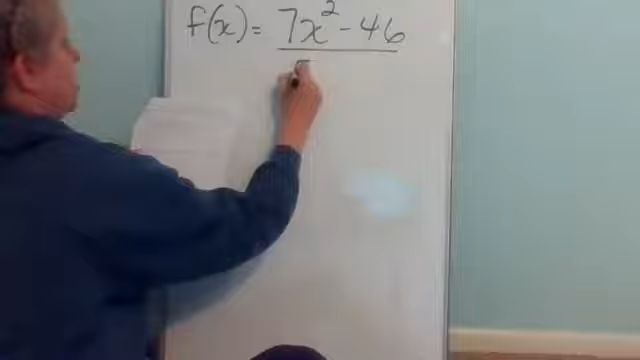 f(x) = 7x² - 46